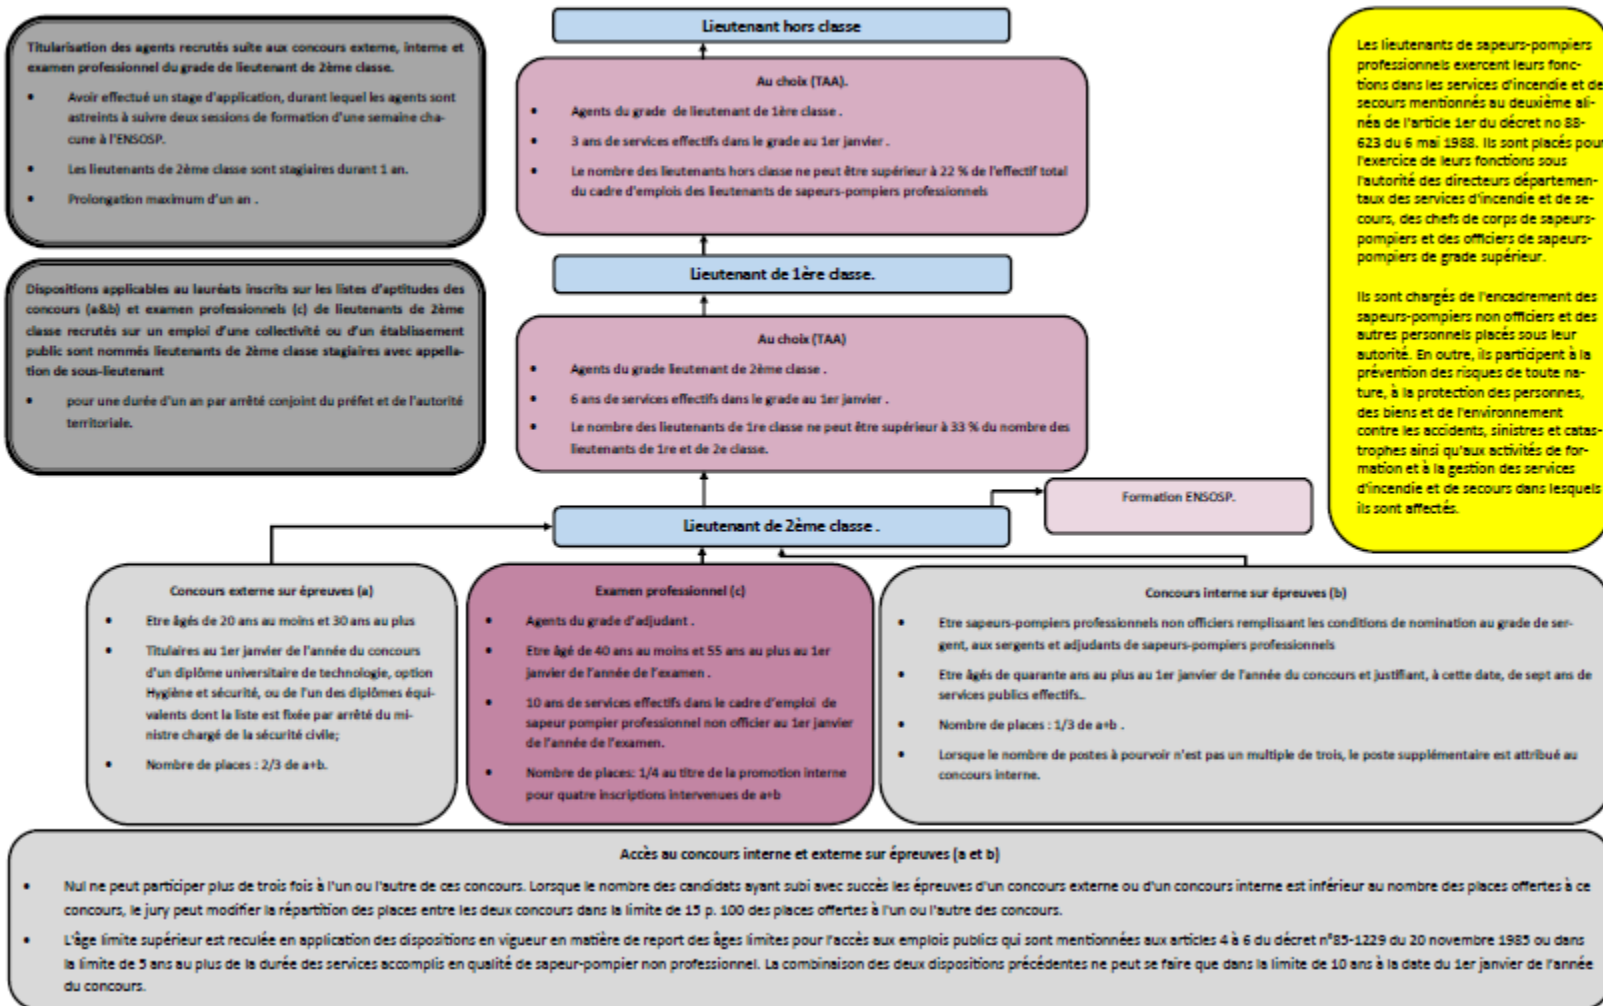 Lieutenant hors classe
Titularisation des agents recrutés suite aux concours externe, interne et
examen professionnel du grade de lieutenant de 2ème classe.
• Avoir effectué un stage d'application, durant lequel les agents sont
astreints à suivre deux sessions de formation d'une semaine cha-
cune à l'ENSOSP.
• Les lieutenants de 2ème classe sont stagiaires durant 1 an.
• Prolongation maximum d'un an .
Au choix (TAA).
• Agents du grade  de lieutenant de 1ère classe .
• 3 ans de services effectifs dans le grade au 1er janvier .
• Le nombre des lieutenants hors classe ne peut être supérieur à 22 % de l'effectif total
du cadre d'emplois des lieutenants de sapeurs-pompiers professionnels
Les lieutenants de sapeurs-pompiers
professionnels exercent leurs fonc-
tions dans les services d'incendie et de
secours mentionnés au deuxième ali-
néa de l'article 1er du décret no 88-
623 du 6 mai 1988. Ils sont placés pour
l'exercice de leurs fonctions sous
l'autorité des directeurs départemen-
taux des services d'incendie et de se-
cours, des chefs de corps de sapeurs-
pompiers et des officiers de sapeurs-
pompiers de grade supérieur.
Ils sont chargés de l'encadrement des
sapeurs-pompiers non officiers et des
autres personnels placés sous leur
autorité. En outre, ils participent à la
prévention des risques de toute na-
ture, à la protection des personnes,
des biens et de l'environnement
contre les accidents, sinistres et catas-
trophes ainsi qu'aux activités de for-
mation et à la gestion des services
d'incendie et de secours dans lesquels
ils sont affectés.
Lieutenant de 1ère classe.
Dispositions applicables au lauréats inscrits sur les listes d'aptitudes des
concours (a&b) et examen professionnels (c) de lieutenants de 2ème
classe recrutés sur un emploi d'une collectivité ou d'un établissement
public sont nommés lieutenants de 2ème classe stagiaires avec appella-
tion de sous-lieutenant
• pour une durée d'un an par arrêté conjoint du préfet et de l'autorité
territoriale.
Au choix (TAA)
• Agents du grade lieutenant de 2ème classe .
• 6 ans de services effectifs dans le grade au 1er janvier .
• Le nombre des lieutenants de 1re classe ne peut être supérieur à 33 % du nombre des
lieutenants de 1re et de 2e classe.
Formation ENSOSP.
Lieutenant de 2ème classe .
Concours externe sur épreuves (a)
• Etre âgés de 20 ans au moins et 30 ans au plus
• Titulaires au 1er janvier de l'année du concours
d'un diplôme universitaire de technologie, option
Hygiène et sécurité, ou de l'un des diplômes équi-
valents dont la liste est fixée par arrêté du mi-
nistre chargé de la sécurité civile;
• Nombre de places : 2/3 de a+b.
Examen professionnel (c)
• Agents du grade d'adjudant .
• Etre âgé de 40 ans au moins et 55 ans au plus au 1er
janvier de l'année de l'examen .
• 10 ans de services effectifs dans le cadre d'emploi  de
sapeur pompier professionnel non officier au 1er janvier
de l'année de l'examen.
• Nombre de places: 1/4 au titre de la promotion interne
pour quatre inscriptions intervenues de a+b
Concours interne sur épreuves (b)
• Etre sapeurs-pompiers professionnels non officiers remplissant les conditions de nomination au grade de ser-
gent, aux sergents et adjudants de sapeurs-pompiers professionnels
• Etre âgés de quarante ans au plus au 1er janvier de l'année du concours et justifiant, à cette date, de sept ans de
services publics effectifs..
• Nombre de places : 1/3 de a+b .
• Lorsque le nombre de postes à pourvoir n'est pas un multiple de trois, le poste supplémentaire est attribué au
concours interne.
Accès au concours interne et externe sur épreuves (a et b)
• Nul ne peut participer plus de trois fois à l'un ou l'autre de ces concours. Lorsque le nombre des candidats ayant subi avec succès les épreuves d'un concours externe ou d'un concours interne est inférieur au nombre des places offertes à ce
concours, le jury peut modifier la répartition des places entre les deux concours dans la limite de 15 p. 100 des places offertes à l'un ou l'autre des concours.
• L'âge limite supérieur est reculée en application des dispositions en vigueur en matière de report des âges limites pour l'accès aux emplois publics qui sont mentionnées aux articles 4 à 6 du décret n°85-1229 du 20 novembre 1985 ou dans
la limite de 5 ans au plus de la durée des services accomplis en qualité de sapeur-pompier non professionnel. La combinaison des deux dispositions précédentes ne peut se faire que dans la limite de 10 ans à la date du 1er janvier de l'année
du concours.